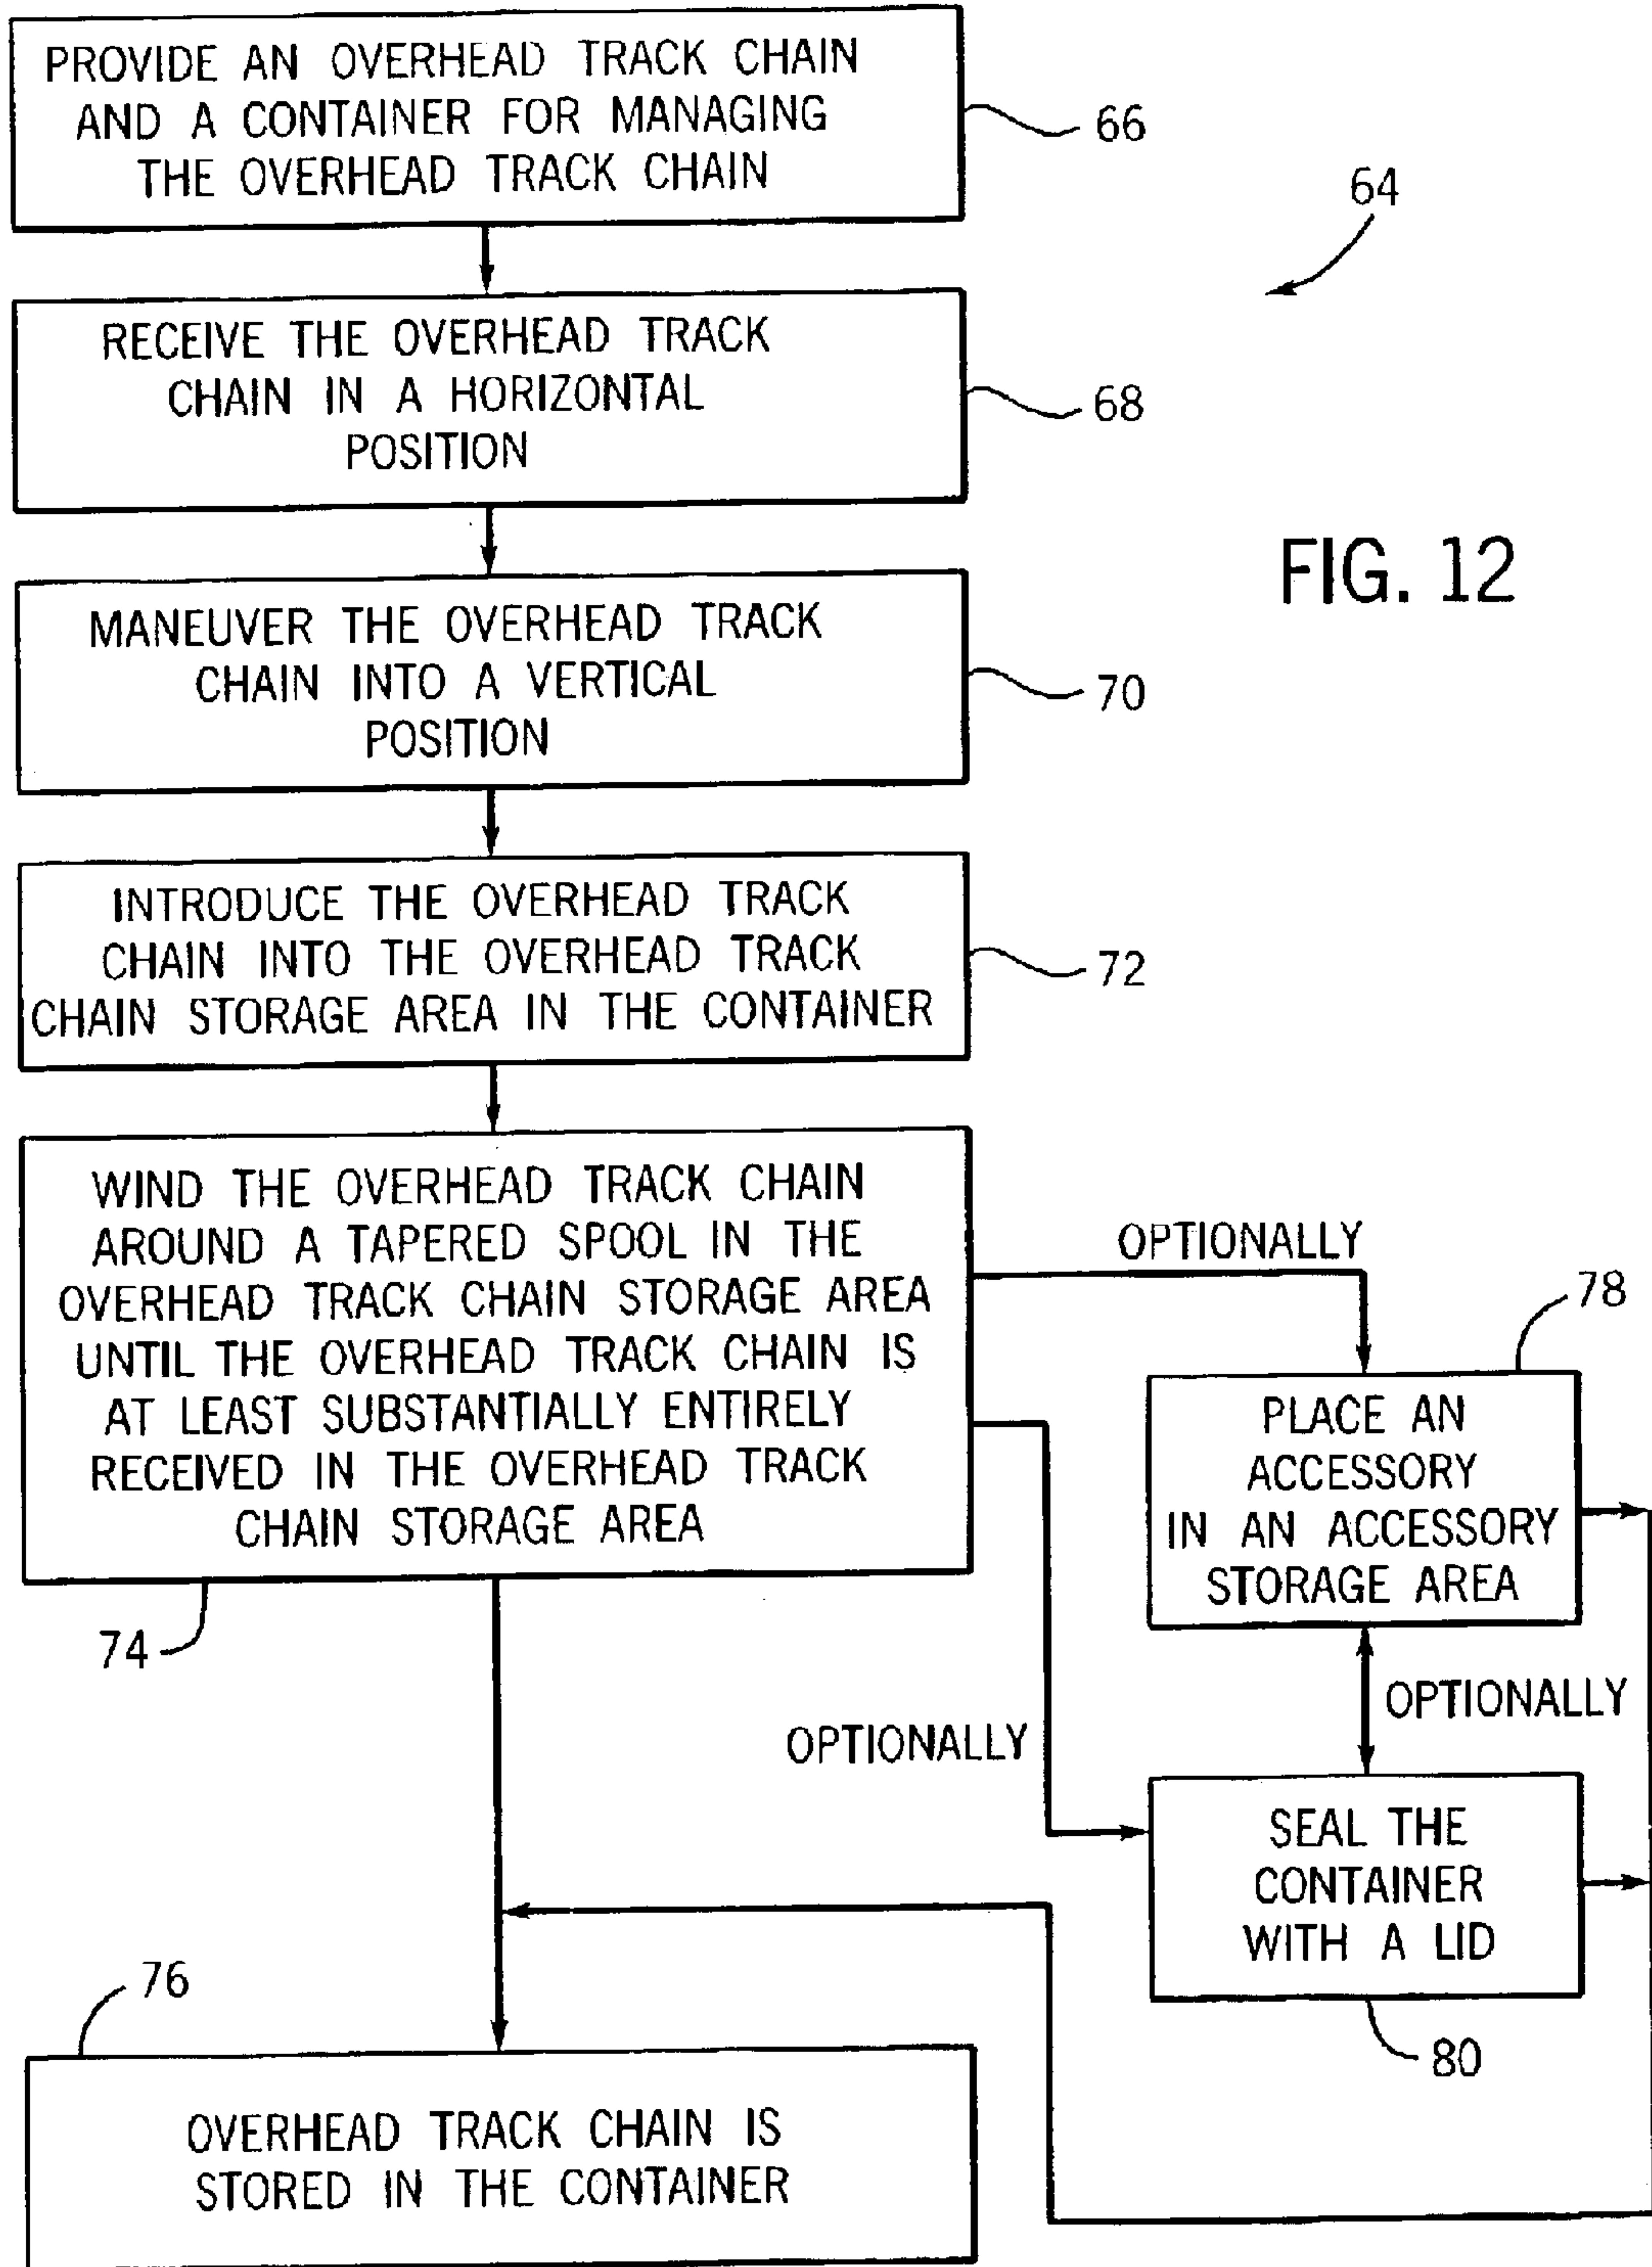 PROVIDE AN OVERHEAD TRACK CHAIN
AND A CONTAINER FOR MANAGING
THE OVERHEAD TRACK CHAIN
66
64
RECEIVE THE OVERHEAD TRACK
CHAIN IN A HORIZONTAL
POSITION
68
FIG. 12
MANEUVER THE OVERHEAD TRACK
CHAIN INTO A VERTICAL
POSITION
70
INTRODUCE THE OVERHEAD TRACK
CHAIN INTO THE OVERHEAD TRACK
CHAIN STORAGE AREA IN THE CONTAINER
72
WIND THE OVERHEAD TRACK CHAIN
AROUND A TAPERED SPOOL IN THE
OVERHEAD TRACK CHAIN STORAGE AREA
UNTIL THE OVERHEAD TRACK CHAIN IS
AT LEAST SUBSTANTIALLY ENTIRELY
RECEIVED IN THE OVERHEAD TRACK
CHAIN STORAGE AREA
74
OPTIONALLY
78
PLACE AN
ACCESSORY
IN AN ACCESSORY
STORAGE AREA
OPTIONALLY
OPTIONALLY
SEAL THE
CONTAINER
WITH A LID
80
76
OVERHEAD TRACK CHAIN IS
STORED IN THE CONTAINER